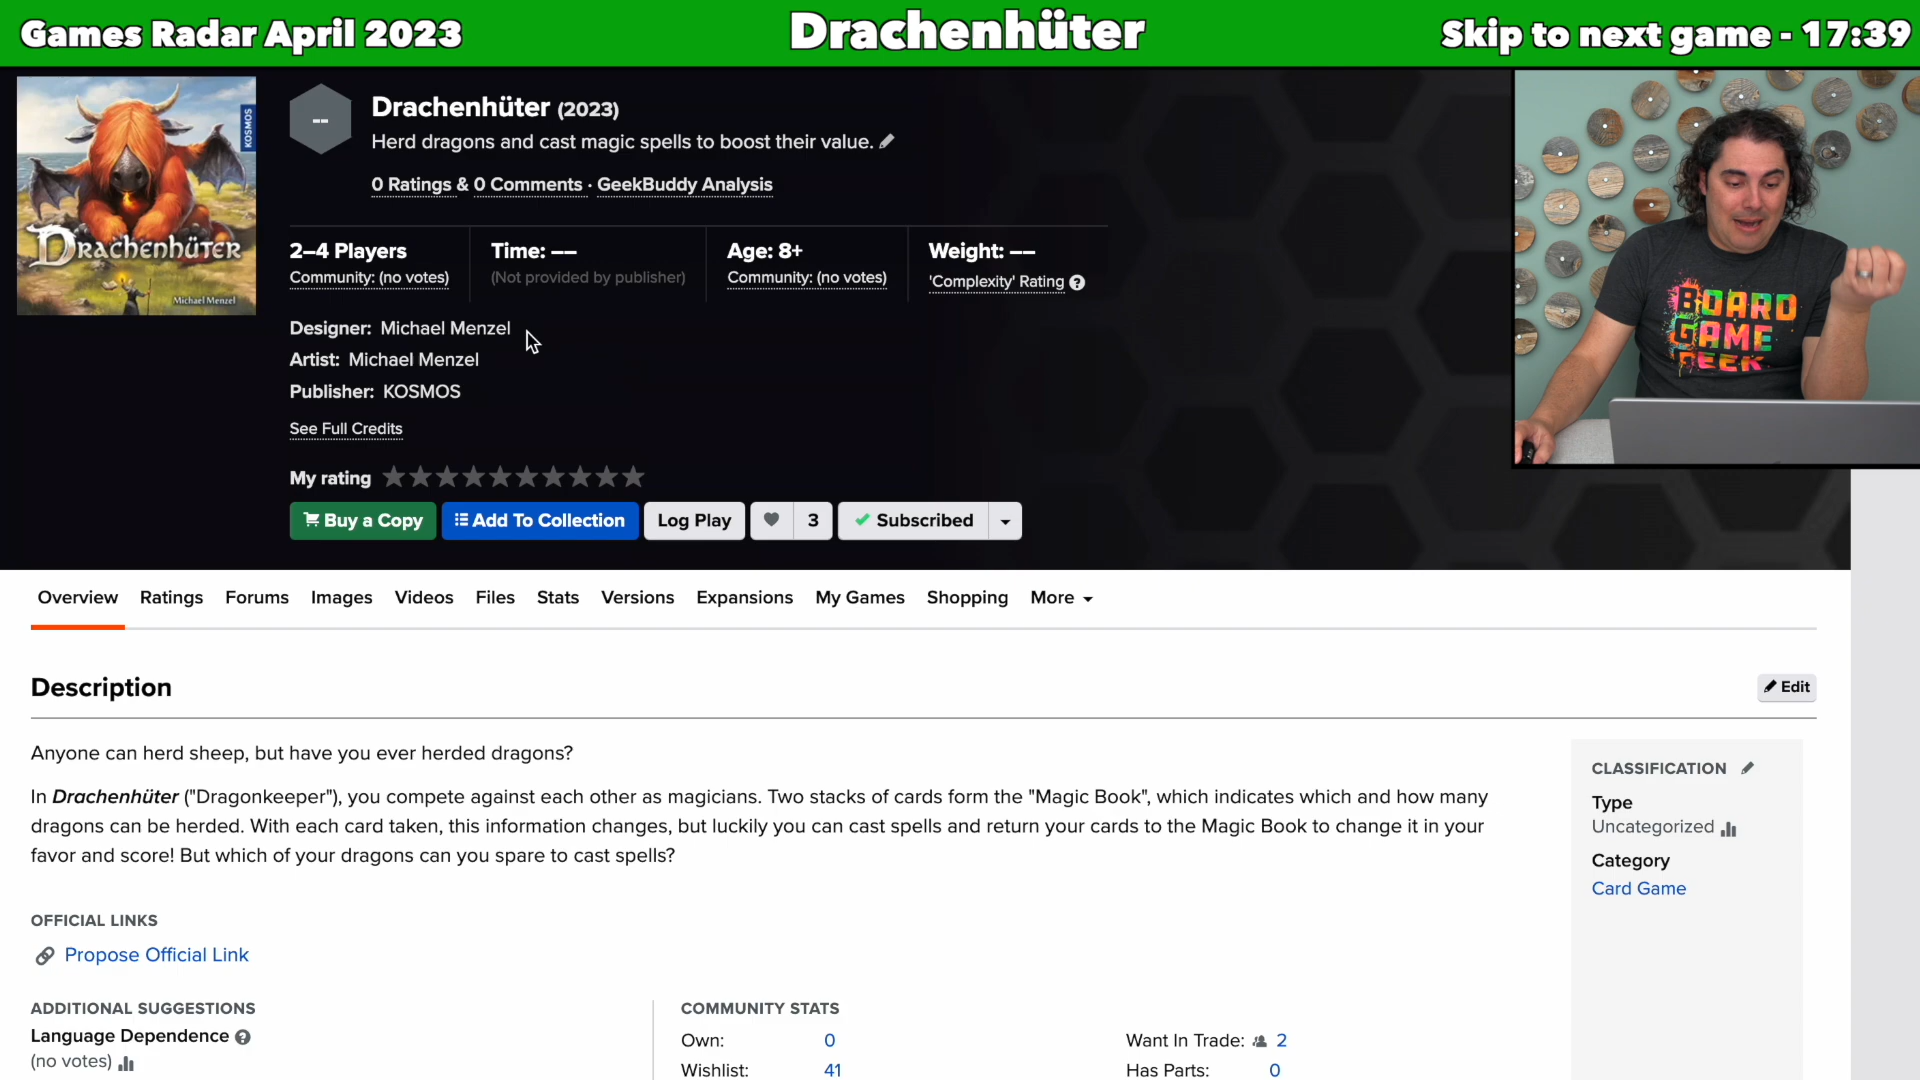 Games Radar April 2023
Drachenhüter
Skip to next game - 17:39
KOSMOS
DRACHENHÜTER
Michael Menzel
--
Drachenhüter (2023)
Herd dragons and cast magic spells to boost their value.
0 Ratings & 0 Comments · GeekBuddy Analysis
2–4 Players
Community: (no votes)
Time: ––
(Not provided by publisher)
Age: 8+
Community: (no votes)
Weight: ––
'Complexity' Rating ?
Designer: Michael Menzel
Artist: Michael Menzel
Publisher: KOSMOS
See Full Credits
My rating
Buy a Copy
Add To Collection
Log Play
3
Subscribed
BOARD
GAME
GEEK
Overview Ratings Forums Images Videos Files Stats Versions Expansions My Games Shopping More
Description
Edit
Anyone can herd sheep, but have you ever herded dragons?
In Drachenhüter ("Dragonkeeper"), you compete against each other as magicians. Two stacks of cards form the "Magic Book", which indicates which and how many
dragons can be herded. With each card taken, this information changes, but luckily you can cast spells and return your cards to the Magic Book to change it in your
favor and score! But which of your dragons can you spare to cast spells?
CLASSIFICATION
Type
Uncategorized
Category
Card Game
OFFICIAL LINKS
Propose Official Link
ADDITIONAL SUGGESTIONS
Language Dependence ?
(no votes)
COMMUNITY STATS
Own: 0
Wishlist: 41
Want In Trade: 2
Has Parts: 0